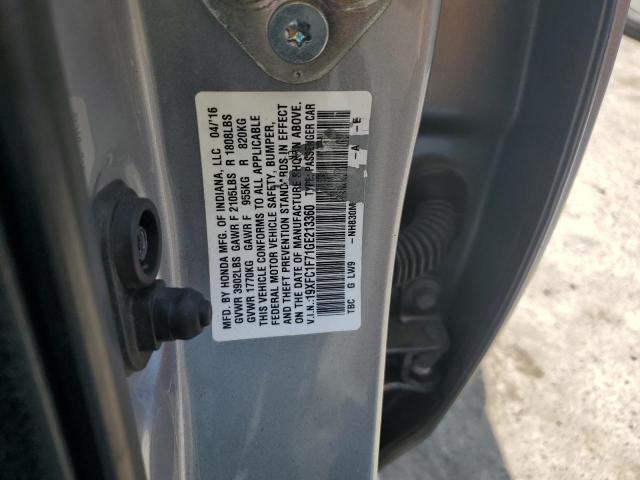 MFD. BY HONDA MFG. OF INDIANA, LLC 04/16
GVWR 3902LBS GAWR F 2105LBS R 1808LBS
GVWR 1770KG GAWR F 955KG R 820KG
THIS VEHICLE CONFORMS TO ALL APPLICABLE
FEDERAL MOTOR VEHICLE SAFETY, BUMPER,
AND THEFT PREVENTION STANDARDS IN EFFECT
ON THE DATE OF MANUFACTURE SHOWN ABOVE.
V.I.N.:19XFC1F71GE213360 TYPE: PASSENGER CAR
NH830M -A -E
TBC G LW9